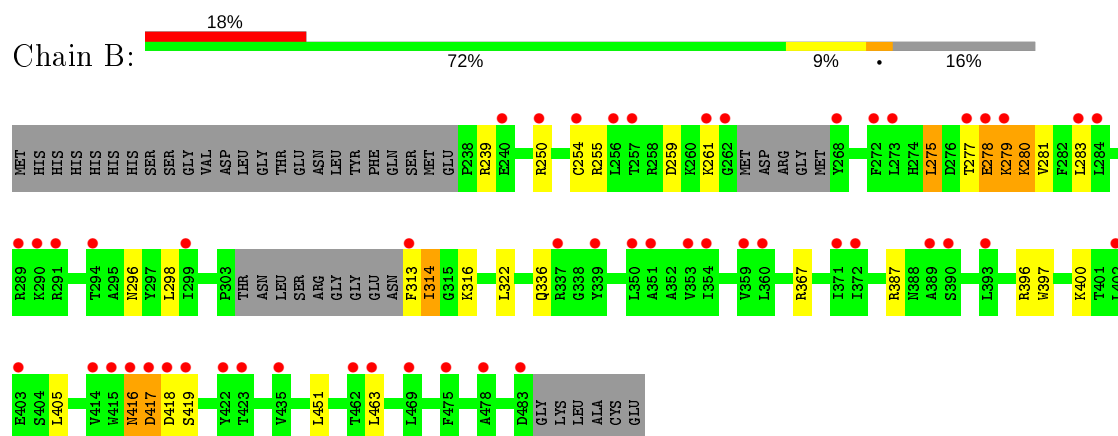 18%
Chain B:
72% 9% • 16%
MET HIS HIS HIS HIS HIS HIS SER SER GLY VAL ASP LEU GLY THR GLU ASN LEU TYR PHE GLN SER MET GLU P238 R239 E240 R250 C254 R255 L256 T257 R258 D259 K260 K261 G262 MET ASP ARG GLY MET Y268 F272 L273 H274 L275 D276 T277 E278 K279 K280 V281 F282 L283 L284
R289 K290 R291 T294 A295 N296 Y297 L298 I299 P303 THR ASN LEU SER ARG GLY GLY GLU ASN F313 I314 G315 K316 L322 Q336 R337 G338 Y339 L350 A351 A352 V353 I354 V359 L360 R367 I371 I372 R387 N388 A389 S390 L393 R396 W397 K400 T401 L402
E403 S404 L405 V414 W415 N416 D417 D418 S419 Y422 T423 V435 L451 T462 L463 L469 F475 A478 D483 GLY LYS LEU ALA CYS GLU